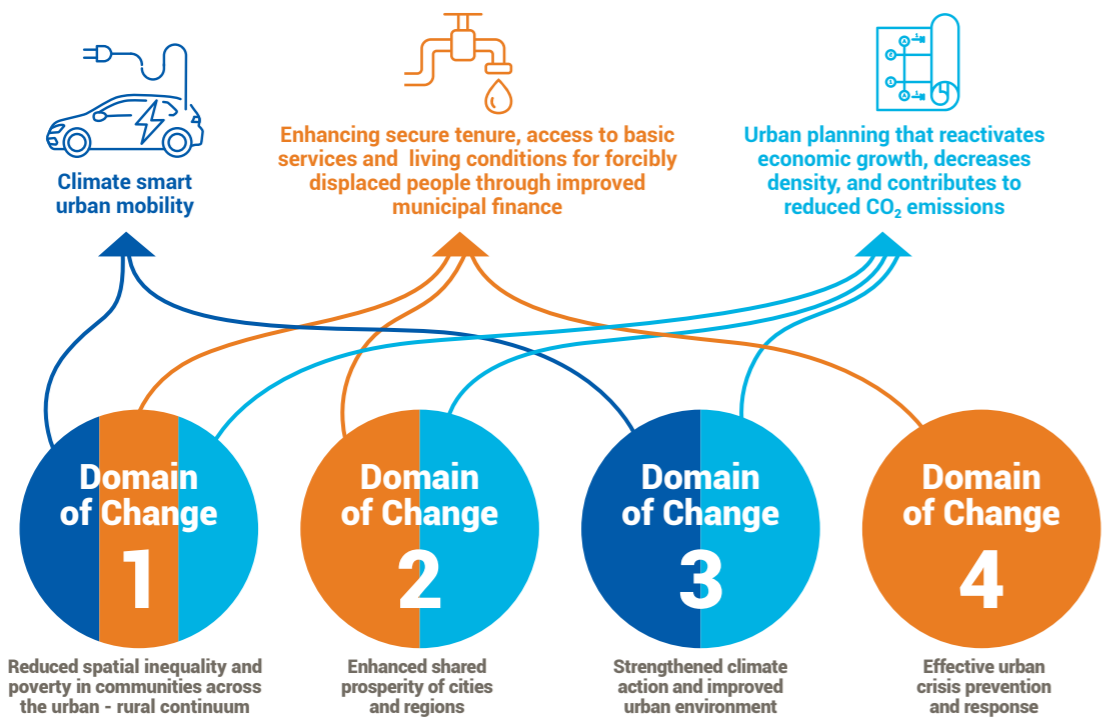 Climate smart
urban mobility
Enhancing secure tenure, access to basic
services and living conditions for forcibly
displaced people through improved
municipal finance
Urban planning that reactivates
economic growth, decreases
density, and contributes to
reduced CO₂ emissions
Domain
of Change
1
Reduced spatial inequality and
poverty in communities across
the urban - rural continuum
Domain
of Change
2
Enhanced shared
prosperity of cities
and regions
Domain
of Change
3
Strengthened climate
action and improved
urban environment
Domain
of Change
4
Effective urban
crisis prevention
and response